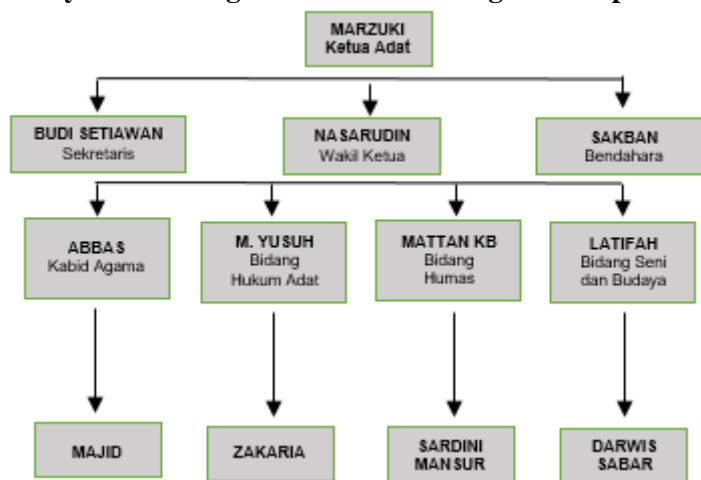 MARZUKI
Ketua Adat
BUDI SETIAWAN
Sekretaris
NASARUDIN
Wakil Ketua
SAKBAN
Bendahara
ABBAS
Kabid Agama
M. YUSUH
Bidang
Hukum Adat
MATTAN KB
Bidang
Humas
LATIFAH
Bidang Seni
dan Budaya
MAJID
ZAKARIA
SARDINI
MANSUR
DARWIS
SABAR